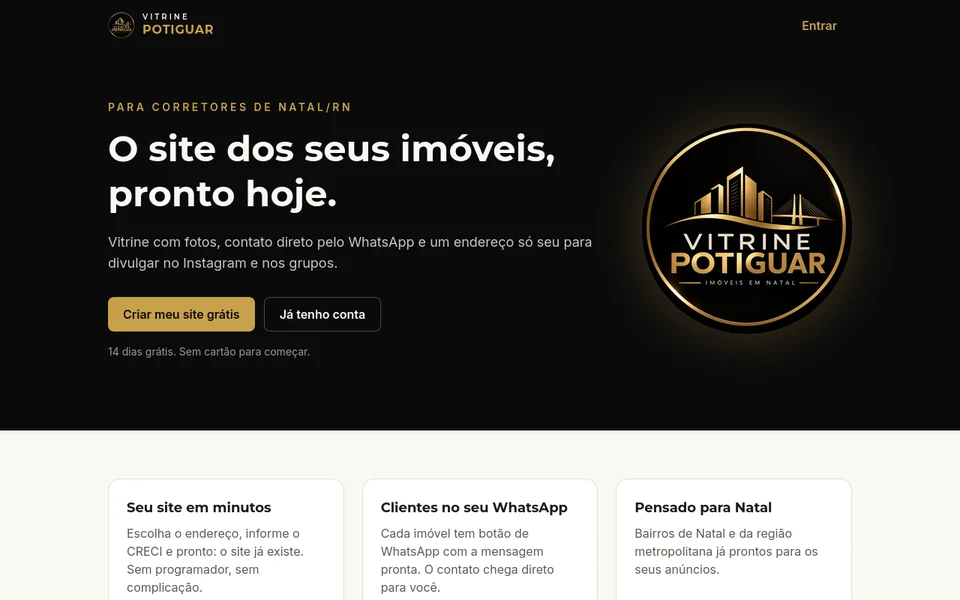 VITRINE
POTIGUAR
Entrar
PARA CORRETORES DE NATAL/RN
O site dos seus imóveis,
pronto hoje.
Vitrine com fotos, contato direto pelo WhatsApp e um endereço só seu para
divulgar no Instagram e nos grupos.
Criar meu site grátis
Já tenho conta
14 dias grátis. Sem cartão para começar.
VITRINE
POTIGUAR
IMÓVEIS EM NATAL
Seu site em minutos
Escolha o endereço, informe o
CRECI e pronto: o site já existe.
Sem programador, sem
complicação.
Clientes no seu WhatsApp
Cada imóvel tem botão de
WhatsApp com a mensagem
pronta. O contato chega direto
para você.
Pensado para Natal
Bairros de Natal e da região
metropolitana já prontos para os
seus anúncios.